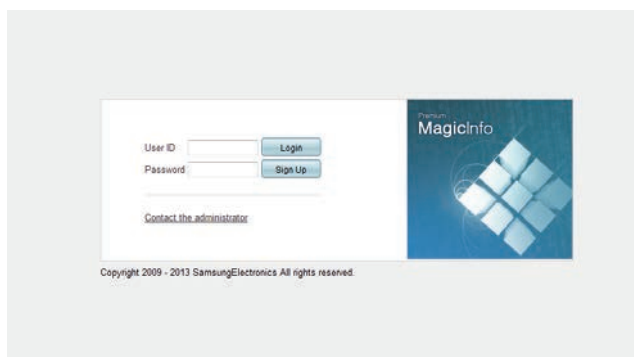 Premium
MagicInfo
User ID
Login
Password
Sign Up
Contact the administrator
Copyright 2009 - 2013 SamsungElectronics All rights reserved.